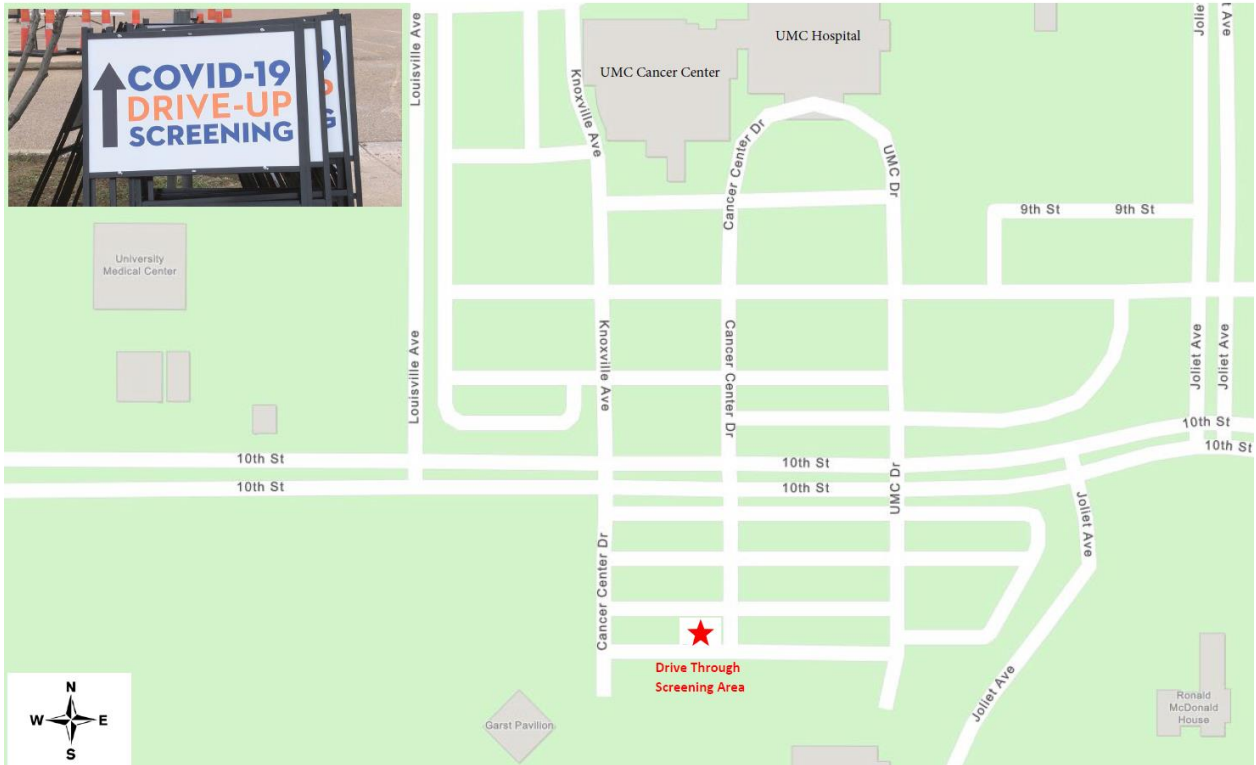 COVID-19
DRIVE-UP
SCREENING
9
P
G
Louisville Ave
Knoxville Ave
UMC Cancer Center
UMC Hospital
Cancer Center Dr
UMC Dr
Jolie
t Ave
9th St
9th St
University
Medical Center
Louisville Ave
Knoxville Ave
Cancer Center Dr
Joliet Ave
Joliet Ave
10th St
10th St
10th St
10th St
10th St
10th St
UMC Dr
Joliet Ave
Cancer Center Dr
Drive Through
Screening Area
Joliet Ave
Garst Pavilion
Ronald
McDonald
House
N
W
E
S